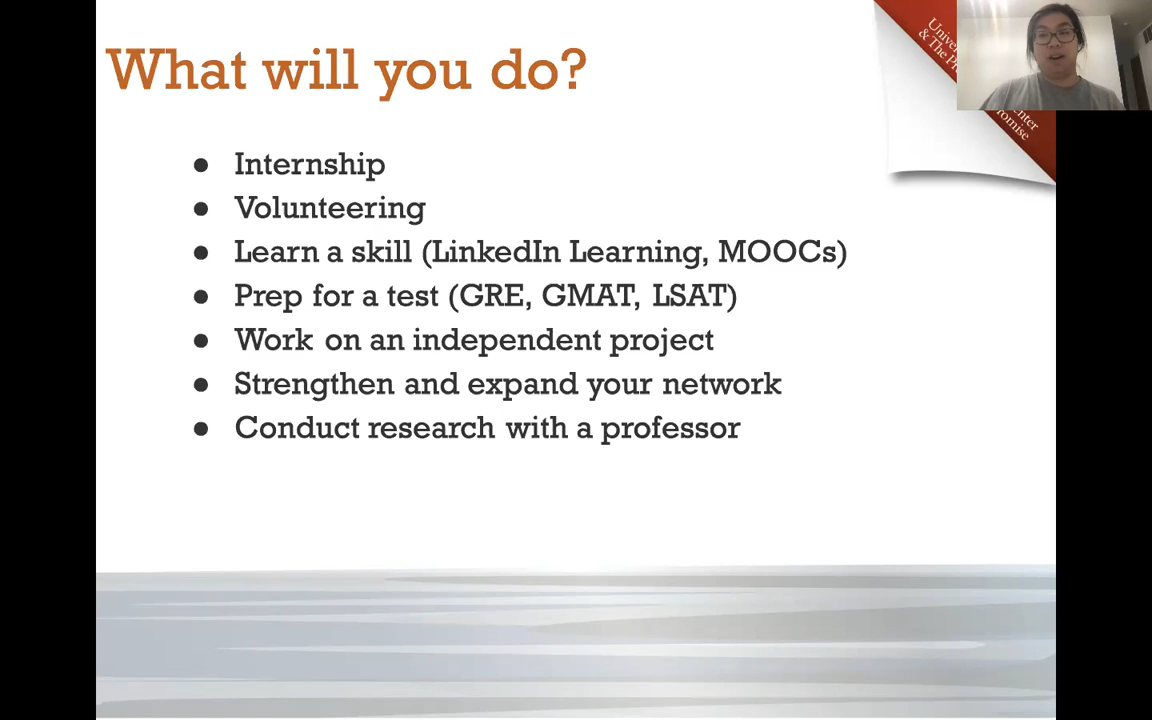 What will you do?
● Internship
● Volunteering
● Learn a skill (LinkedIn Learning, MOOCs)
● Prep for a test (GRE, GMAT, LSAT)
● Work on an independent project
● Strengthen and expand your network
● Conduct research with a professor
& The